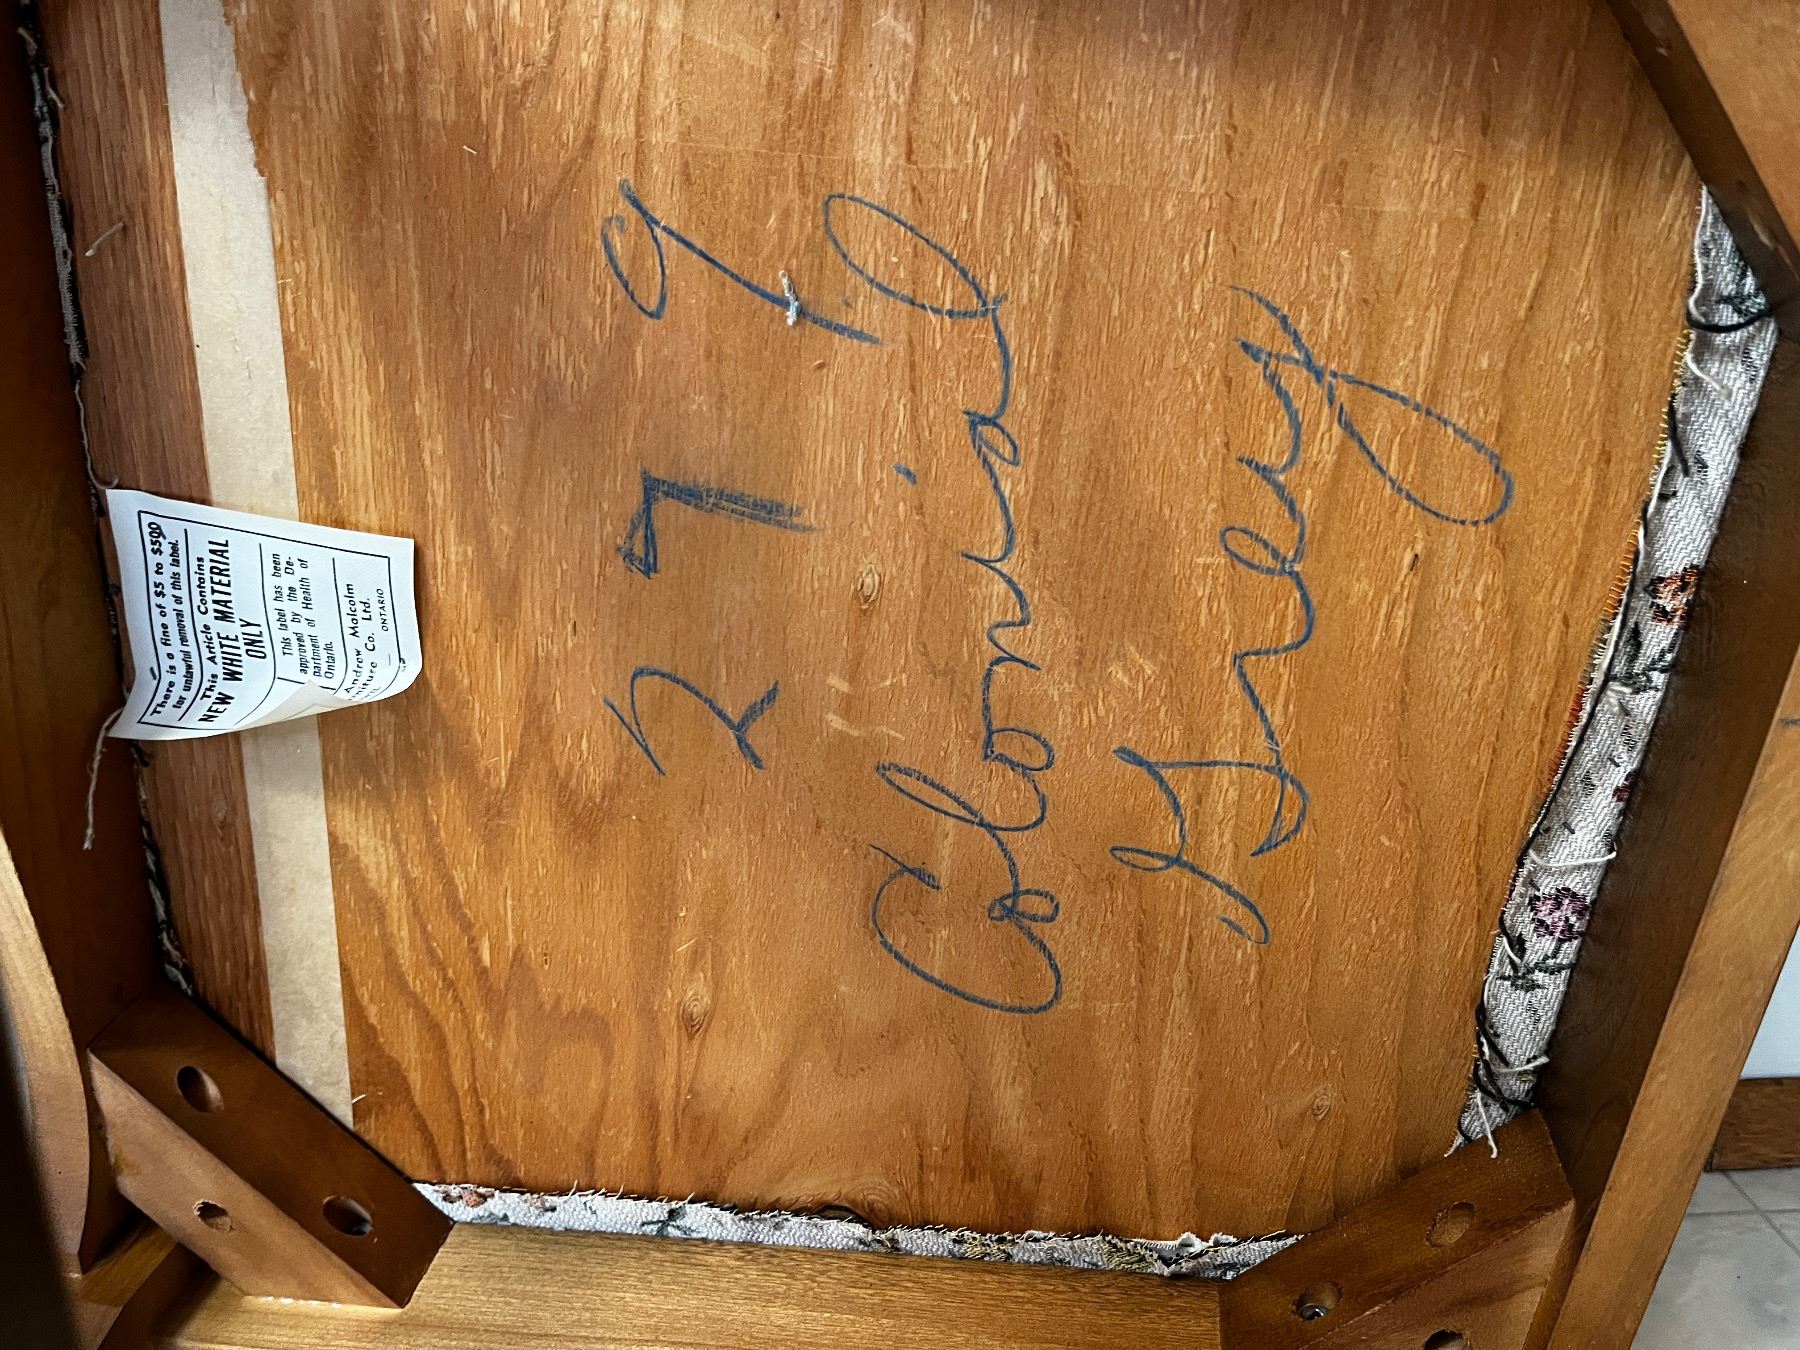 279
Colonial
Grey
There is a fine of $5 to $500
for unlawful removal of this label.
This Article Contains
NEW WHITE MATERIAL
ONLY
This label has been
approved by the De-
partment of Health of
Ontario.
Andrew Malcolm
Co. Ltd.
ONTARIO